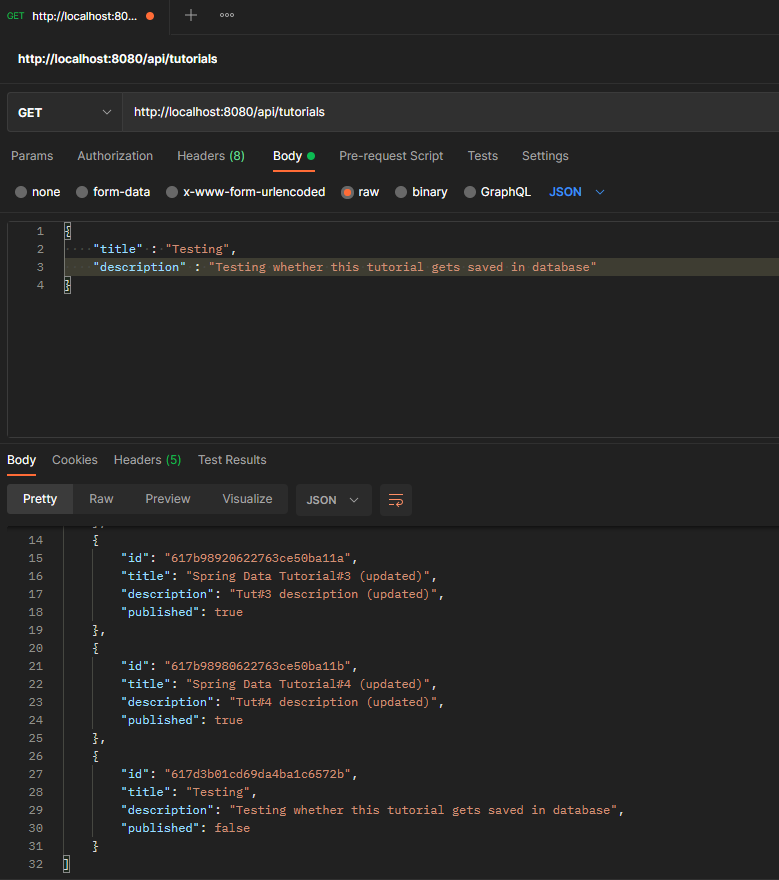 GET http://localhost:80...
http://localhost:8080/api/tutorials
GET http://localhost:8080/api/tutorials
Params Authorization Headers (8) Body Pre-request Script Tests Settings
none form-data x-www-form-urlencoded raw binary GraphQL JSON
1 {
2 "title" : "Testing",
3 "description" : "Testing whether this tutorial gets saved in database"
4 }
Body Cookies Headers (5) Test Results
Pretty Raw Preview Visualize JSON
14 {
15 "id": "617b98920622763ce50ba11a",
16 "title": "Spring Data Tutorial#3 (updated)",
17 "description": "Tut#3 description (updated)",
18 "published": true
19 },
20 {
21 "id": "617b98980622763ce50ba11b",
22 "title": "Spring Data Tutorial#4 (updated)",
23 "description": "Tut#4 description (updated)",
24 "published": true
25 },
26 {
27 "id": "617d3b01cd69da4ba1c6572b",
28 "title": "Testing",
29 "description": "Testing whether this tutorial gets saved in database",
30 "published": false
31 }
32 ]